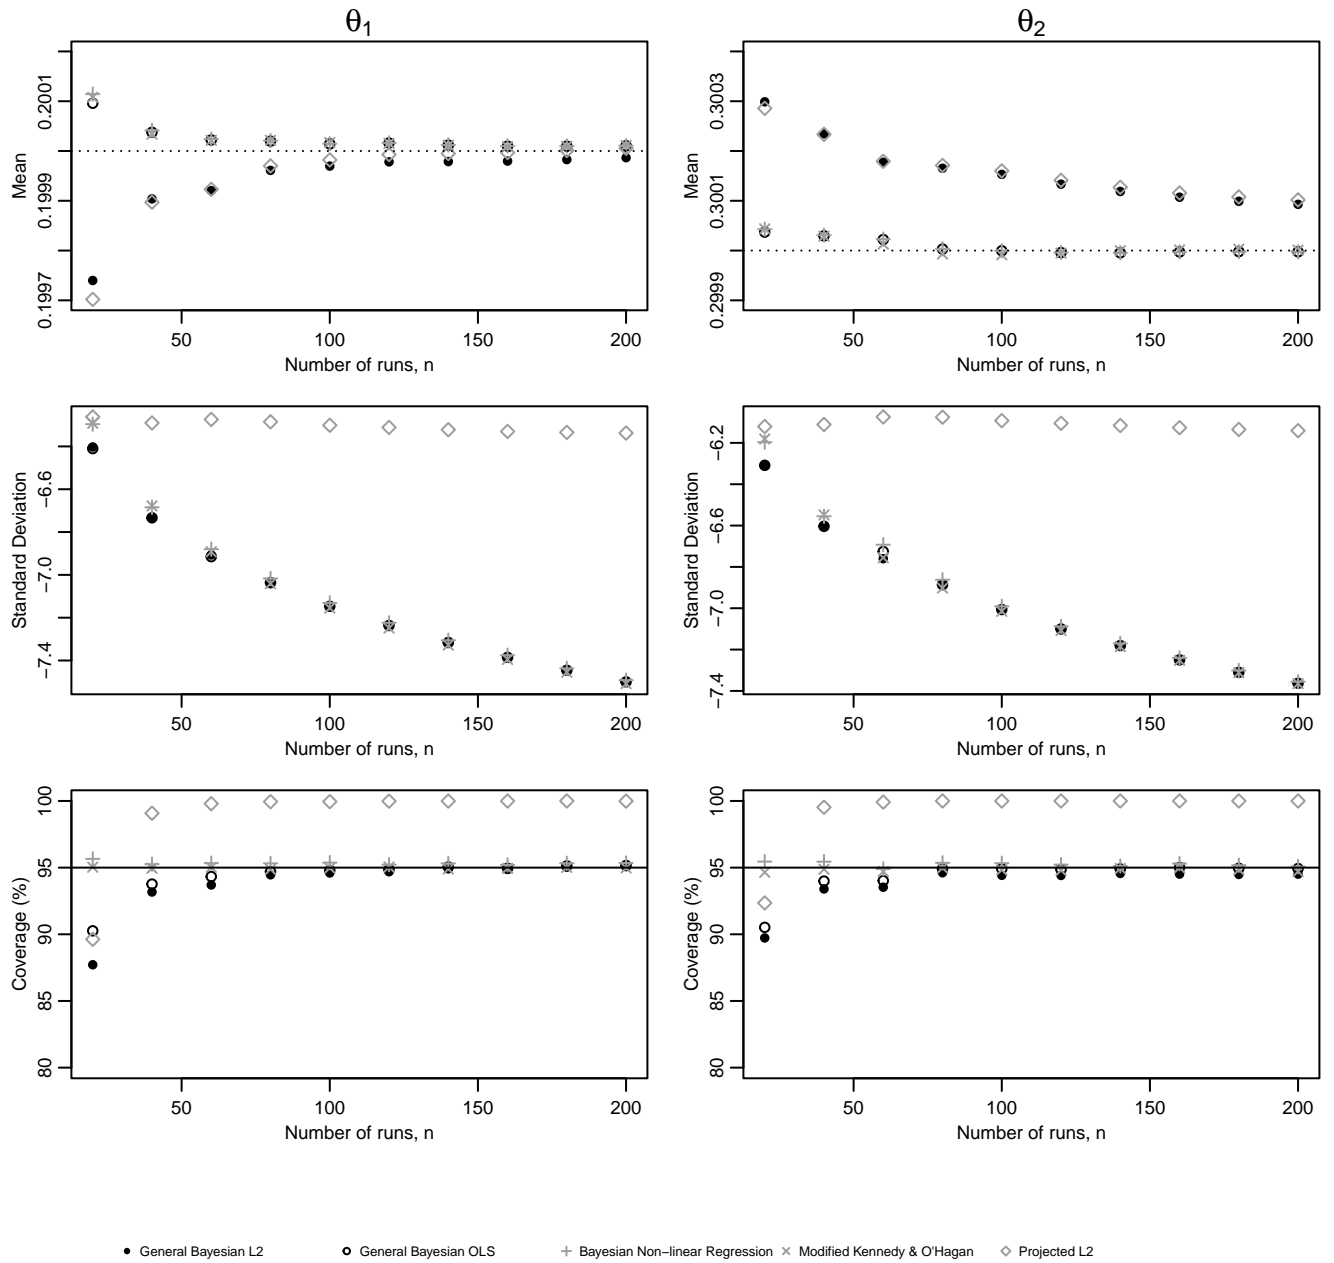 θ1 θ2
Mean
0.1997 0.1999 0.2001
50 100 150 200
Number of runs, n
Mean
0.2999 0.3001 0.3003
50 100 150 200
Number of runs, n
Standard Deviation
−7.4 −7.0 −6.6
50 100 150 200
Number of runs, n
Standard Deviation
−7.4 −7.0 −6.6 −6.2
50 100 150 200
Number of runs, n
Coverage (%)
80 85 90 95 100
50 100 150 200
Number of runs, n
Coverage (%)
80 85 90 95 100
50 100 150 200
Number of runs, n
General Bayesian L2 General Bayesian OLS Bayesian Non−linear Regression Modified Kennedy & O'Hagan Projected L2